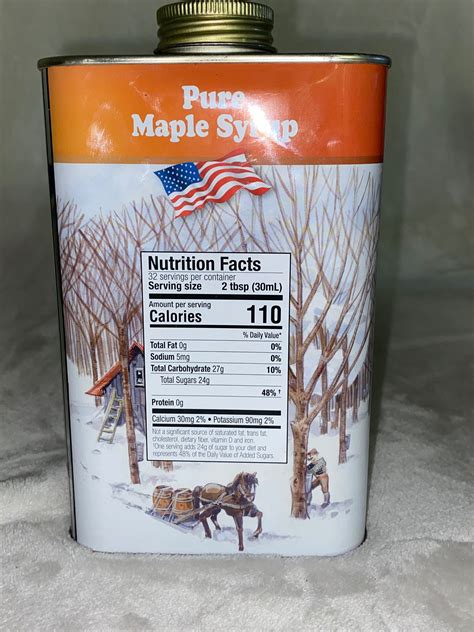 Pure
Maple Syrup
Nutrition Facts
32 servings per container
Serving size 2 tbsp (30mL)
Amount per serving
Calories 110
% Daily Value*
Total Fat 0g 0%
Sodium 5mg 0%
Total Carbohydrate 27g 10%
Total Sugars 24g
48% †
Protein 0g
Calcium 30mg 2% • Potassium 90mg 2%
Not a significant source of saturated fat, trans fat,
cholesterol, dietary fiber, vitamin D and iron.
†One serving adds 24g of sugar to your diet and
represents 48% of the Daily Value of Added Sugars.